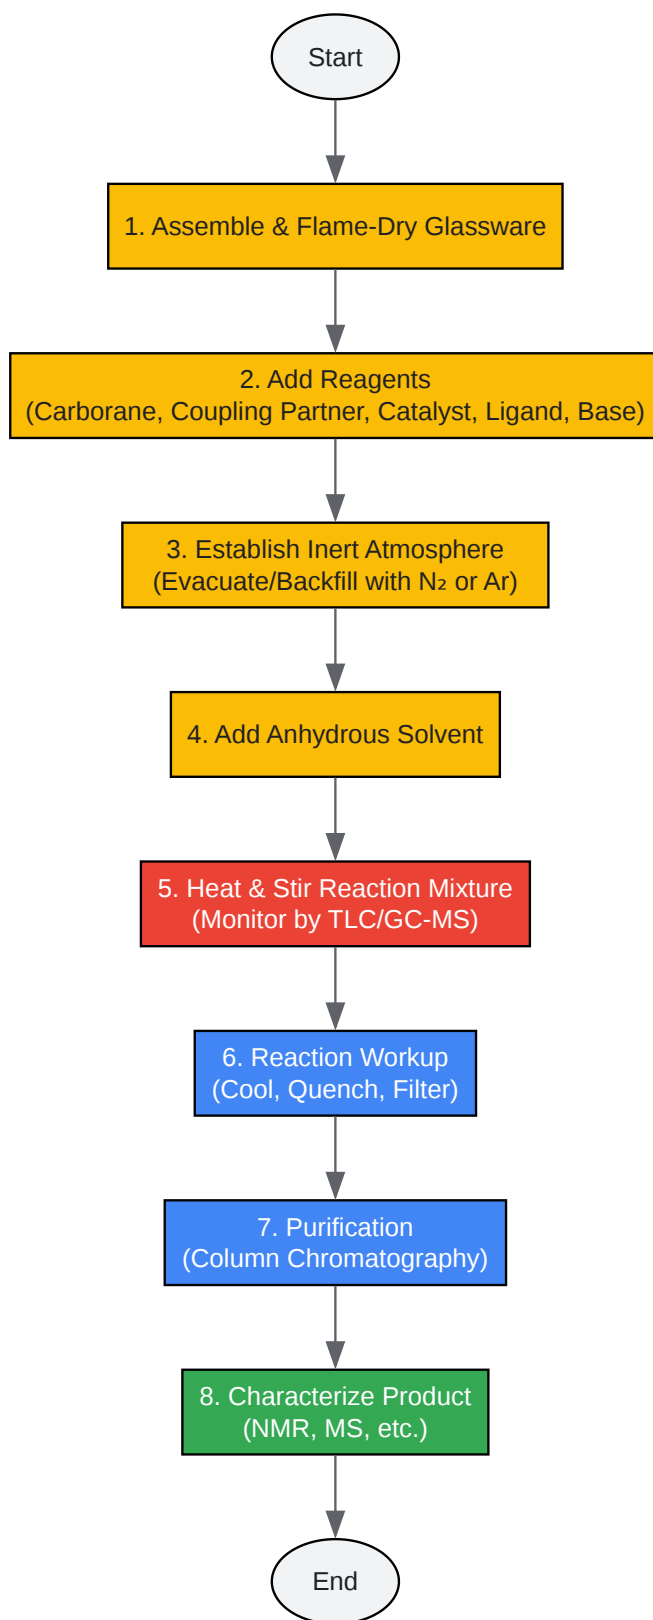 Start
1. Assemble & Flame-Dry Glassware
2. Add Reagents
(Carborane, Coupling Partner, Catalyst, Ligand, Base)
3. Establish Inert Atmosphere
(Evacuate/Backfill with N₂ or Ar)
4. Add Anhydrous Solvent
5. Heat & Stir Reaction Mixture
(Monitor by TLC/GC-MS)
6. Reaction Workup
(Cool, Quench, Filter)
7. Purification
(Column Chromatography)
8. Characterize Product
(NMR, MS, etc.)
End